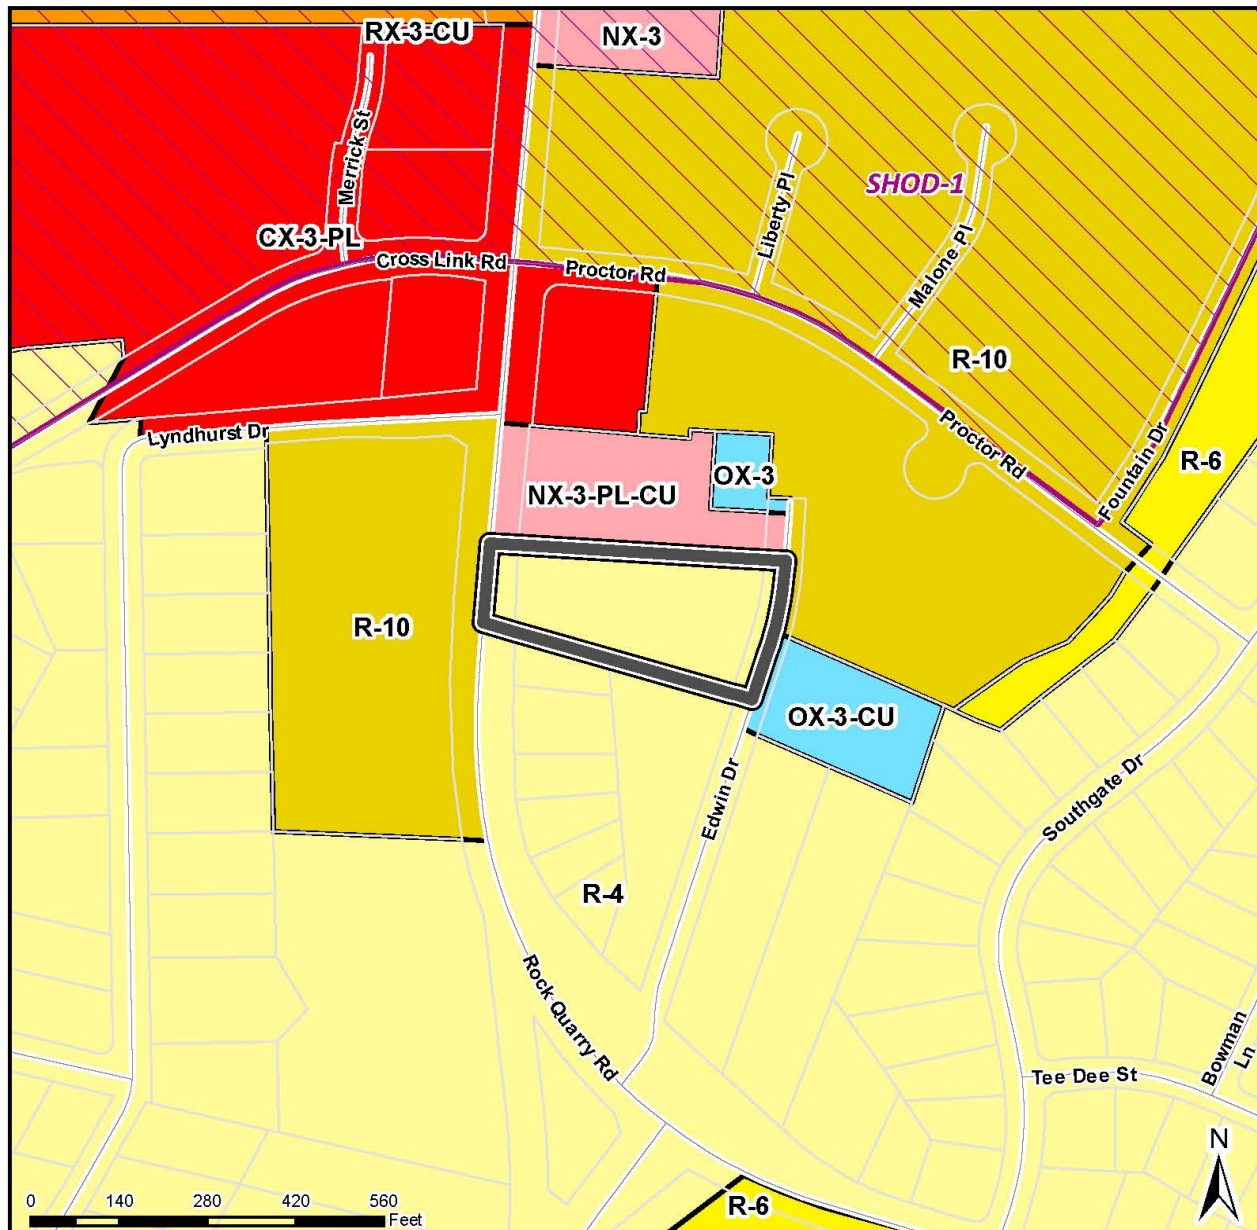 RX-3-CU
NX-3
Merrick St
Liberty Pl
SHOD-1
Malone Pl
CX-3-PL
Cross Link Rd
Proctor Rd
R-10
Lyndhurst Dr
Proctor Rd
Fountain Dr
R-6
OX-3
NX-3-PL-CU
R-10
OX-3-CU
Edwin Dr
Southgate Dr
R-4
Rock Quarry Rd
Bowman
Ln
Tee Dee St
N
0 140 280 420 560
Feet
R-6